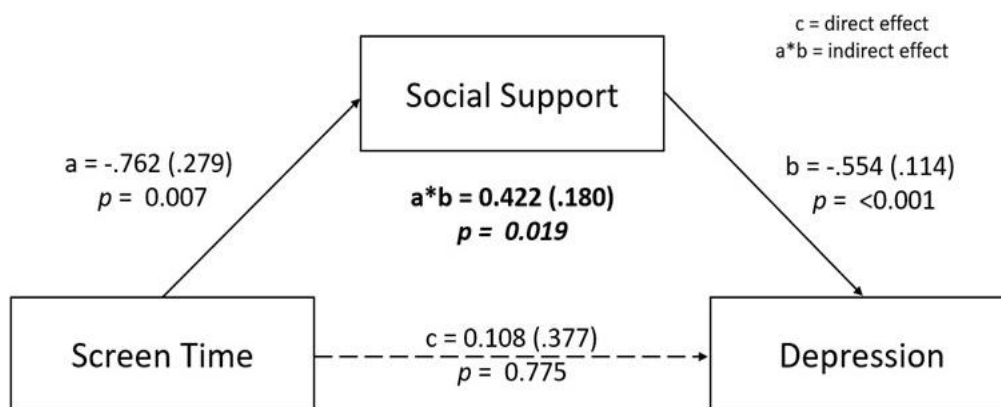 c = direct effect
a*b = indirect effect
Social Support
a = -.762 (.279)
p = 0.007
a*b = 0.422 (.180)
p = 0.019
b = -.554 (.114)
p = <0.001
Screen Time
c = 0.108 (.377)
p = 0.775
Depression